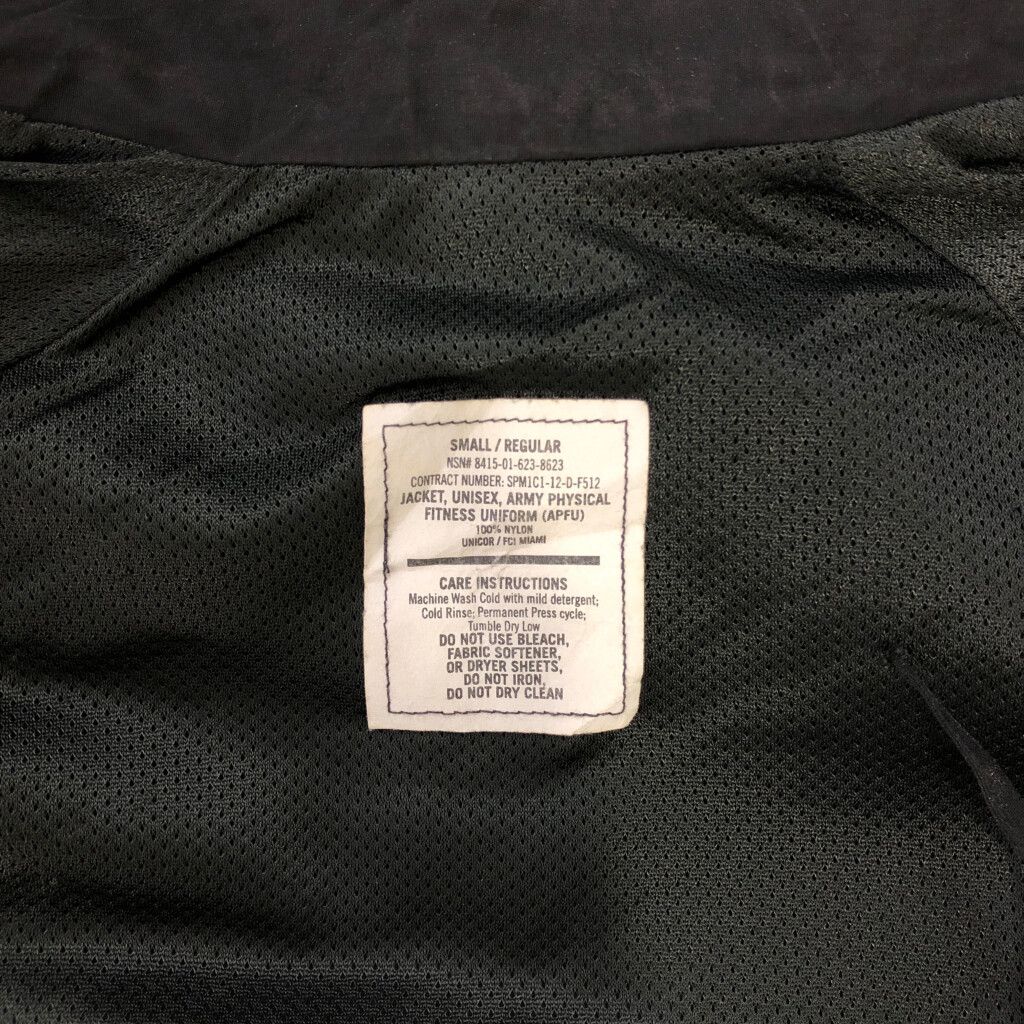 SMALL / REGULAR
NSN# 8415-01-623-8623
CONTRACT NUMBER: SPM1C1-12-D-F512
JACKET, UNISEX, ARMY PHYSICAL
FITNESS UNIFORM (APFU)
100% NYLON
UNICOR / FCI MIAMI
CARE INSTRUCTIONS
Machine Wash Cold with mild detergent;
Cold Rinse; Permanent Press cycle;
Tumble Dry Low
DO NOT USE BLEACH,
FABRIC SOFTENER,
OR DRYER SHEETS,
DO NOT IRON,
DO NOT DRY CLEAN